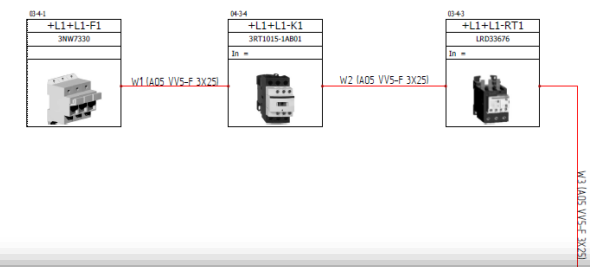 03-4-1
+L1+L1-F1
3NW7330
W1 (A05 VV5-F 3X25)
04-3-4
+L1+L1-K1
3RT1015-1AB01
In =
W2 (A05 VV5-F 3X25)
03-4-3
+L1+L1-RT1
LRD33676
In =
W3 (A05 VV5-F 3X25)